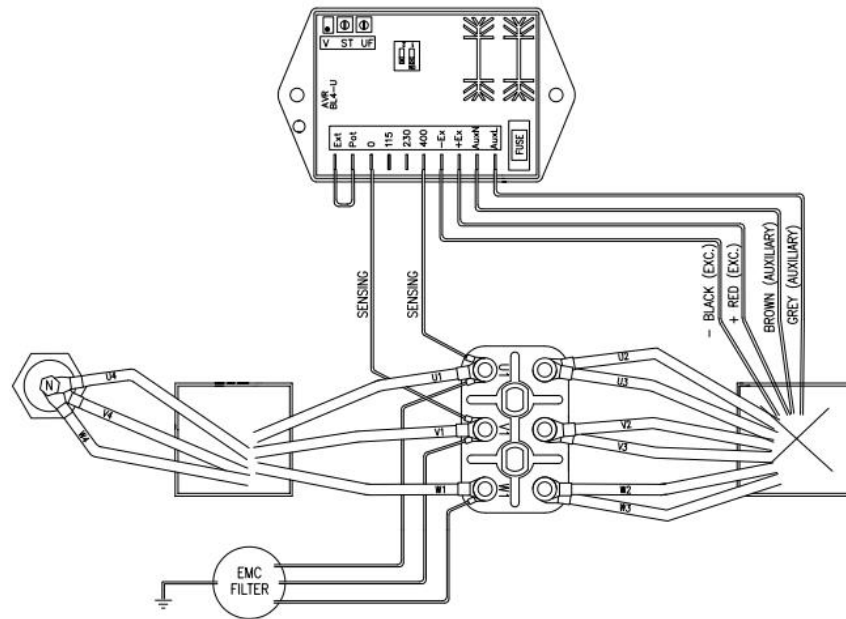 V ST UF
AVR
BL4-U
Ext
Pot
0
115
230
400
-Ex
+Ex
AuxN
AuxL
FUSE
SENSING
SENSING
- BLACK (EXC.)
+ RED (EXC.)
BROWN (AUXILIARY)
GREY (AUXILIARY)
N
U4
V4
W4
U1
V1
W1
U2
U3
V2
V3
W2
W3
EMC
FILTER